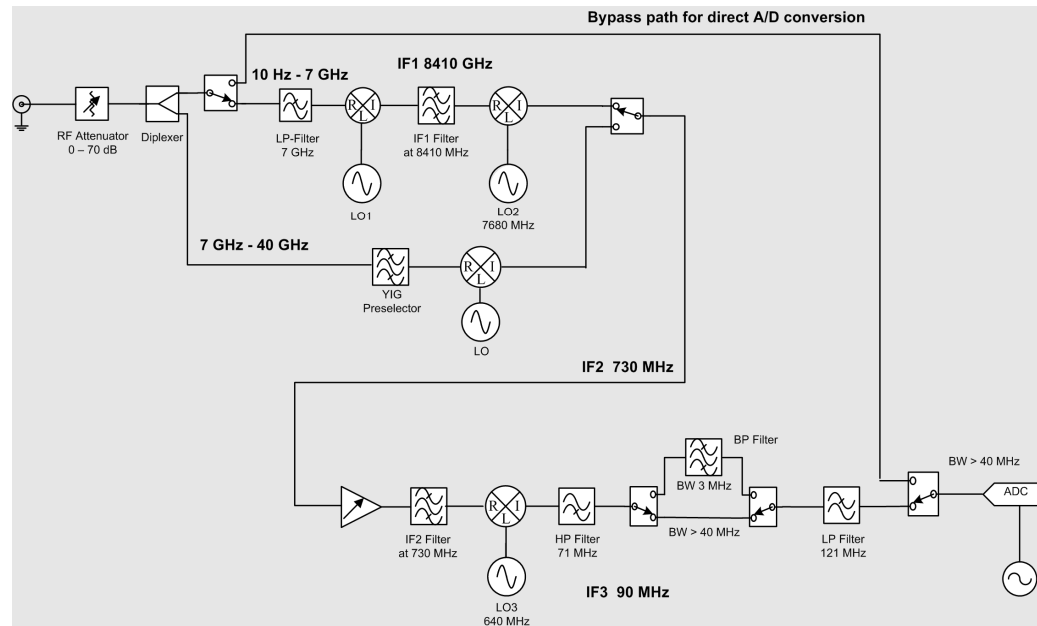 Bypass path for direct A/D conversion
10 Hz - 7 GHz
IF1 8410 GHz
R I
L
R I
L
RF Attenuator
0 – 70 dB
Diplexer
LP-Filter
7 GHz
IF1 Filter
at 8410 MHz
LO1
LO2
7680 MHz
7 GHz - 40 GHz
R I
L
YIG
Preselector
LO
IF2 730 MHz
BP Filter
BW 3 MHz
BW > 40 MHz
ADC
R I
L
IF2 Filter
at 730 MHz
HP Filter
71 MHz
BW > 40 MHz
LP Filter
121 MHz
LO3
640 MHz
IF3 90 MHz